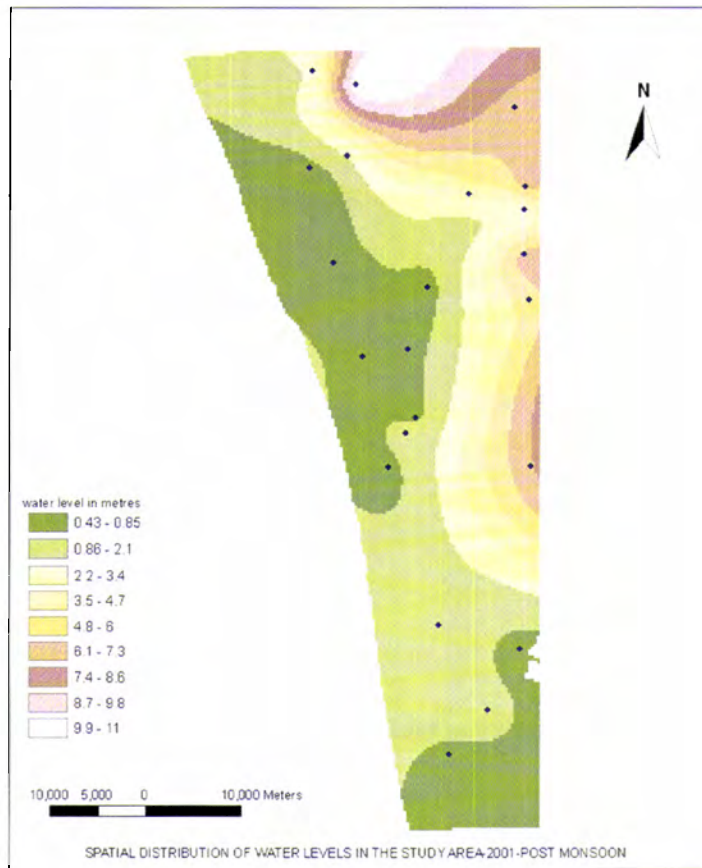 N
water level in metres
0.43 - 0.85
0.86 - 2.1
2.2 - 3.4
3.5 - 4.7
4.8 - 6
6.1 - 7.3
7.4 - 8.6
8.7 - 9.8
9.9 - 11
10,000 5,000 0 10,000 Meters
SPATIAL DISTRIBUTION OF WATER LEVELS IN THE STUDY AREA-2001-POST MONSOON